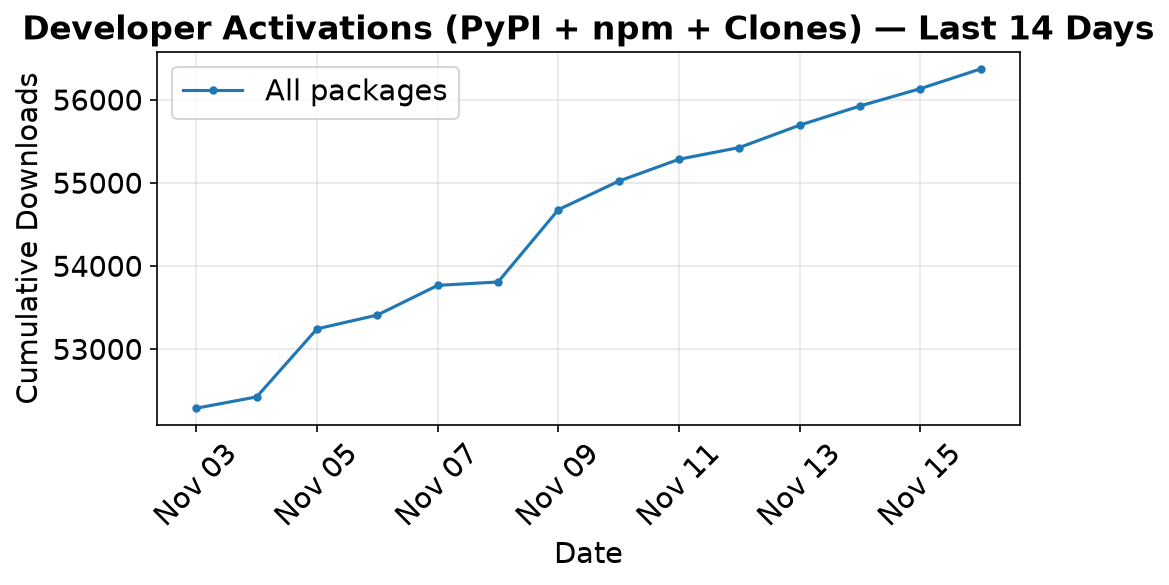 Developer Activations (PyPI + npm + Clones) — Last 14 Days
All packages
Cumulative Downloads
56000
55000
54000
53000
Nov 03
Nov 05
Nov 07
Nov 09
Nov 11
Nov 13
Nov 15
Date